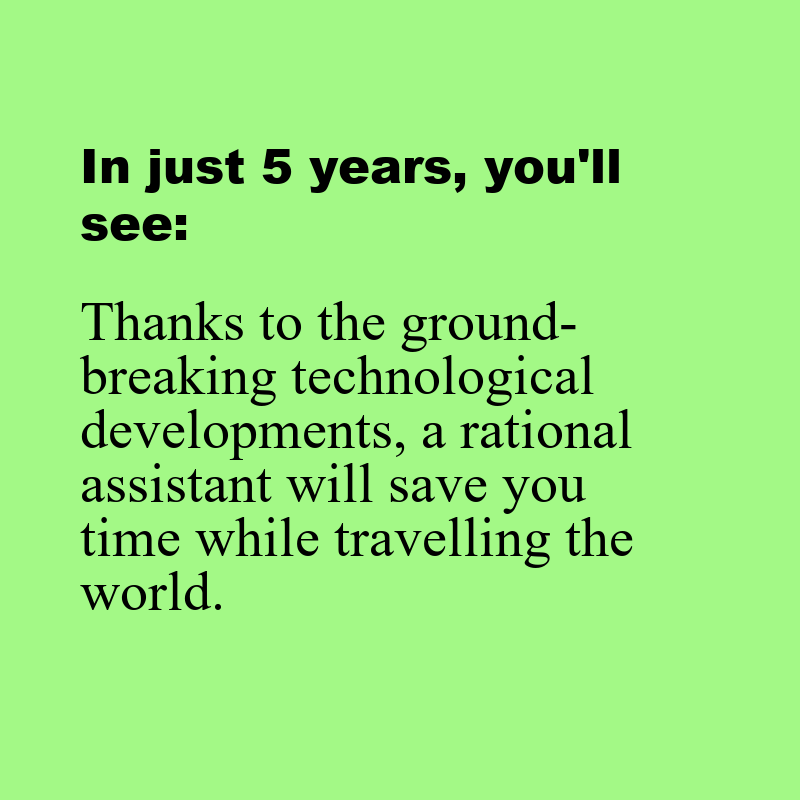 In just 5 years, you'll
see:
Thanks to the ground-
breaking technological
developments, a rational
assistant will save you
time while travelling the
world.